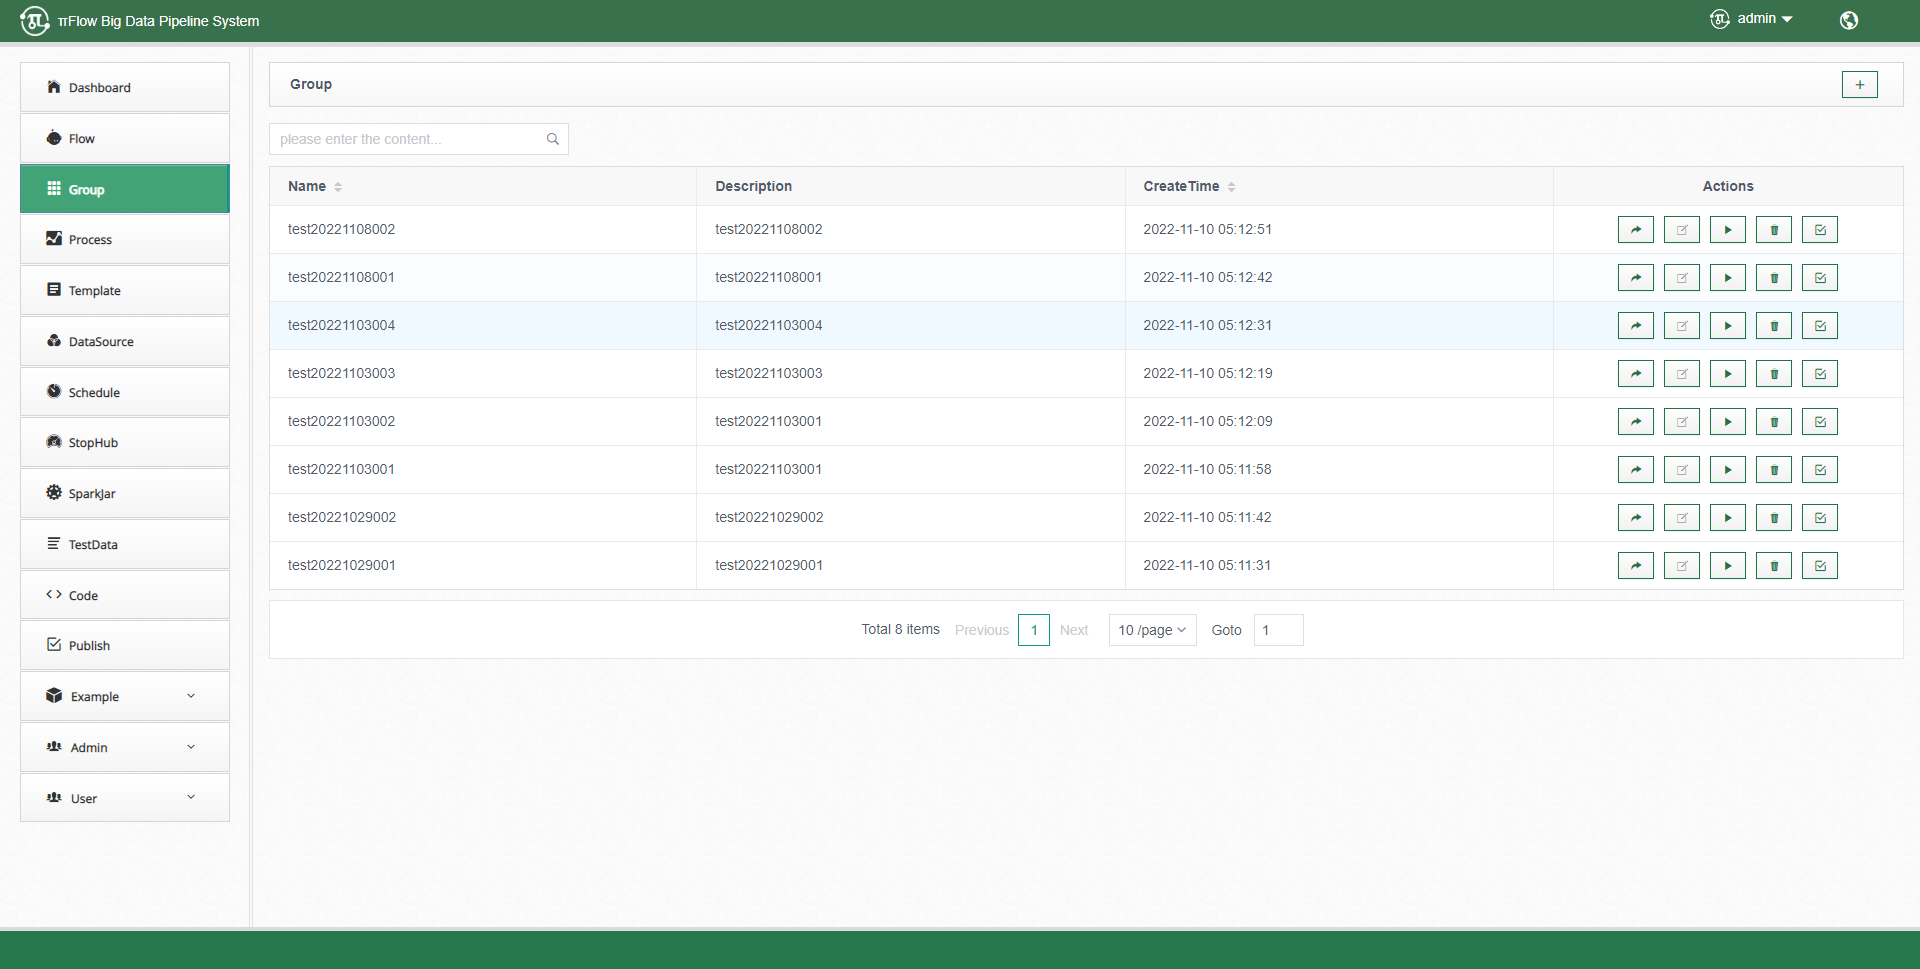 πFlow Big Data Pipeline System
admin
Dashboard
Flow
Group
Process
Template
DataSource
Schedule
StopHub
SparkJar
TestData
Code
Publish
Example
Admin
User
Group
+
please enter the content...
Name Description CreateTime Actions
test20221108002 test20221108002 2022-11-10 05:12:51
test20221108001 test20221108001 2022-11-10 05:12:42
test20221103004 test20221103004 2022-11-10 05:12:31
test20221103003 test20221103003 2022-11-10 05:12:19
test20221103002 test20221103001 2022-11-10 05:12:09
test20221103001 test20221103001 2022-11-10 05:11:58
test20221029002 test20221029002 2022-11-10 05:11:42
test20221029001 test20221029001 2022-11-10 05:11:31
Total 8 items Previous 1 Next 10 /page Goto 1